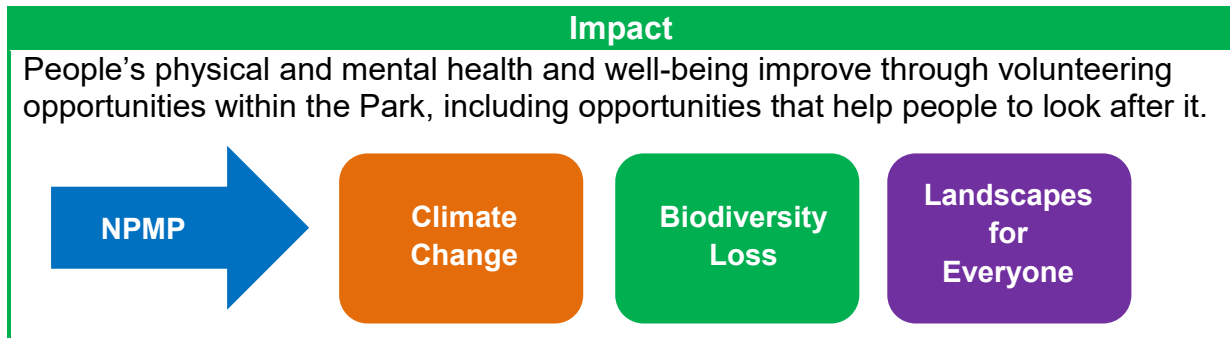 Impact
People’s physical and mental health and well-being improve through volunteering
opportunities within the Park, including opportunities that help people to look after it.
NPMP
Climate
Change
Biodiversity
Loss
Landscapes
for
Everyone